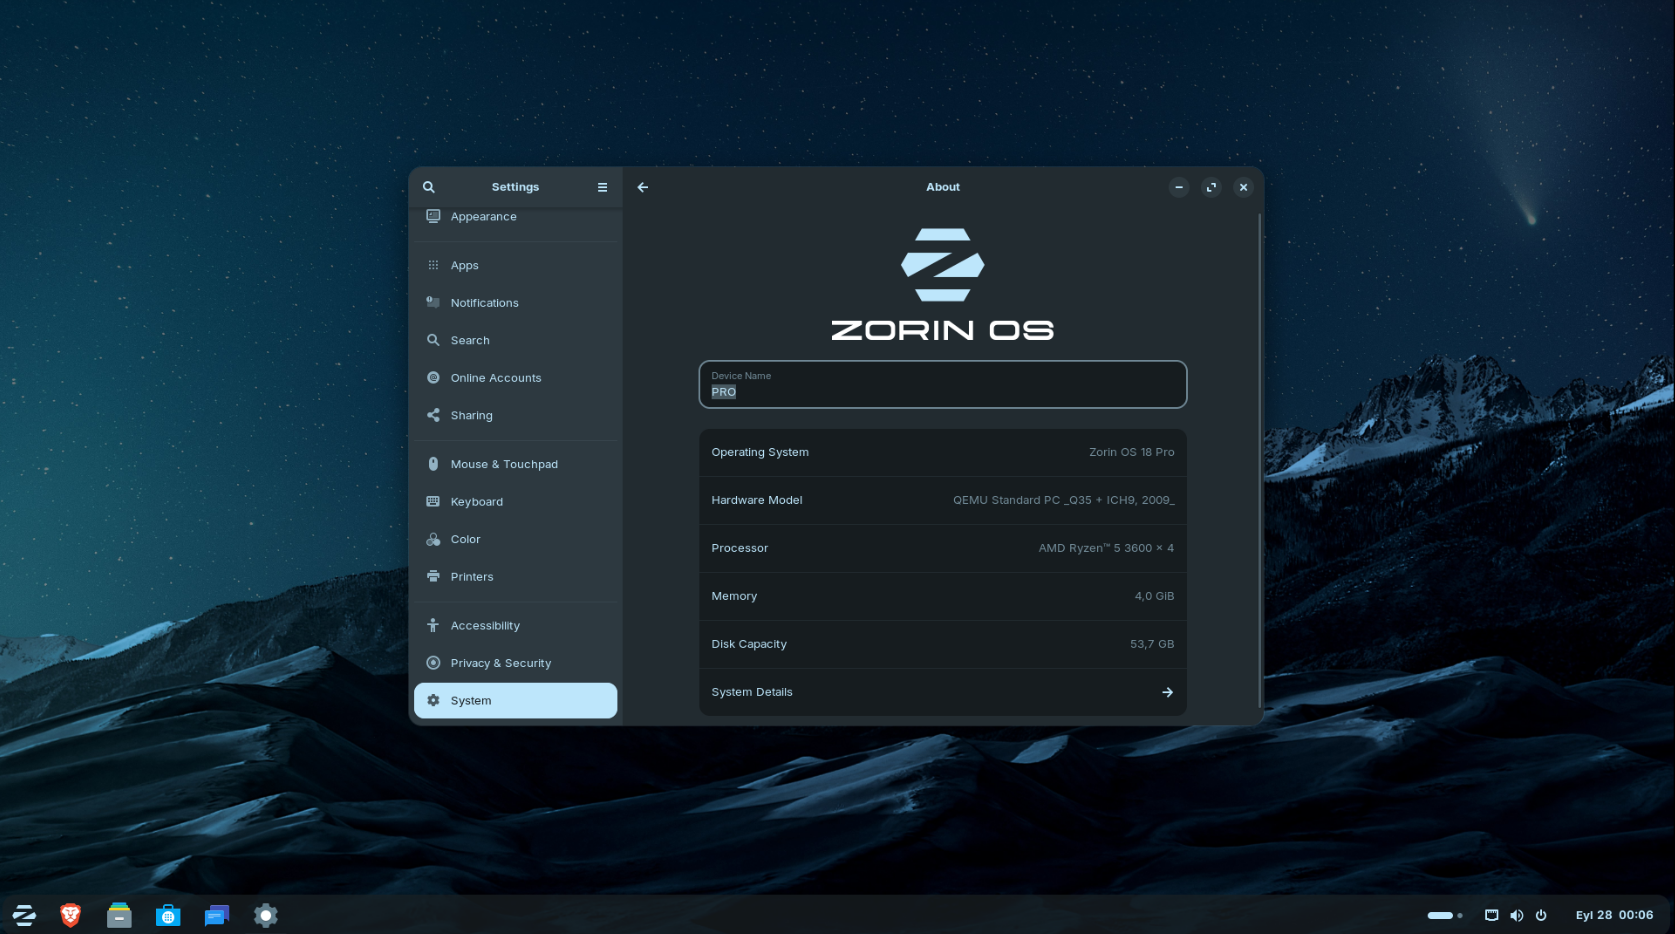 Settings
Appearance
Apps
Notifications
Search
Online Accounts
Sharing
Mouse & Touchpad
Keyboard
Color
Printers
Accessibility
Privacy & Security
System
About
ZORIN OS
Device Name
PRO
Operating System Zorin OS 18 Pro
Hardware Model QEMU Standard PC _Q35 + ICH9, 2009_
Processor AMD Ryzen™ 5 3600 × 4
Memory 4,0 GiB
Disk Capacity 53,7 GB
System Details
Eyl 28 00:06